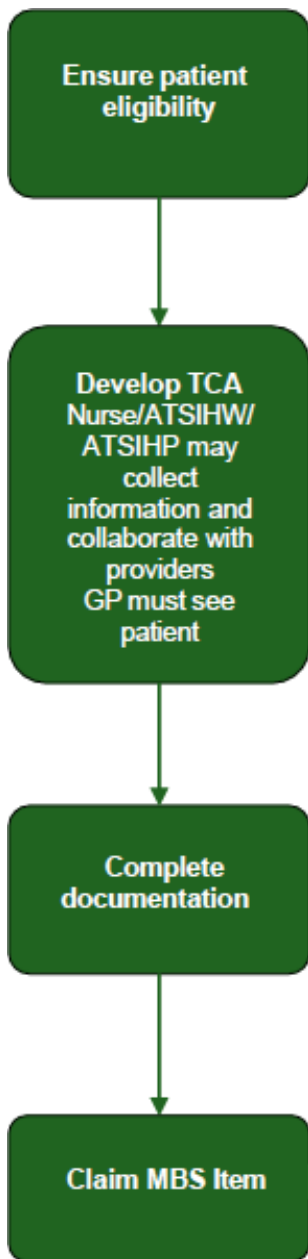 Ensure patient
eligibility
Develop TCA
Nurse/ATSIHW/
ATSIHP may
collect
information and
collaborate with
providers
GP must see
patient
Complete
documentation
Claim MBS Item